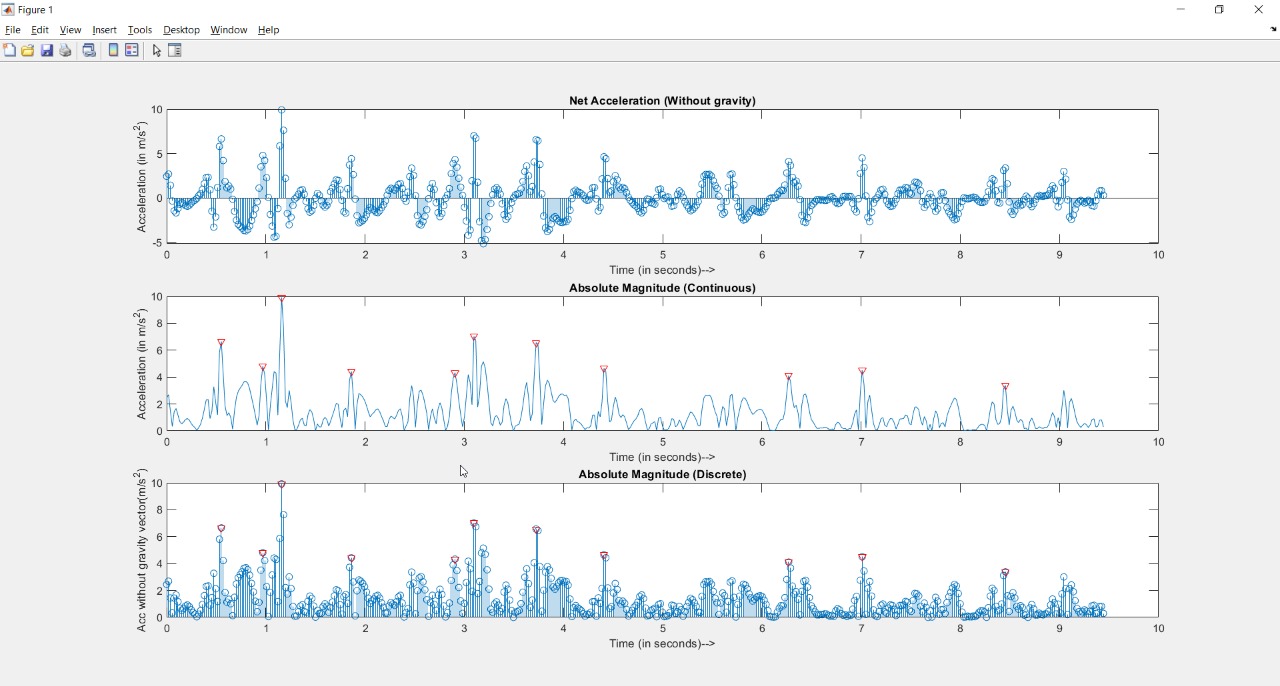 Figure 1
File Edit View Insert Tools Desktop Window Help
Net Acceleration (Without gravity)
Acceleration (in m/s²)
10
5
0
-5
0 1 2 3 4 5 6 7 8 9 10
Time (in seconds)-->
Absolute Magnitude (Continuous)
Acceleration (in m/s²)
10
8
6
4
2
0
0 1 2 3 4 5 6 7 8 9 10
Time (in seconds)-->
Absolute Magnitude (Discrete)
Acc without gravity vector(m/s²)
10
8
6
4
2
0
0 1 2 3 4 5 6 7 8 9 10
Time (in seconds)-->